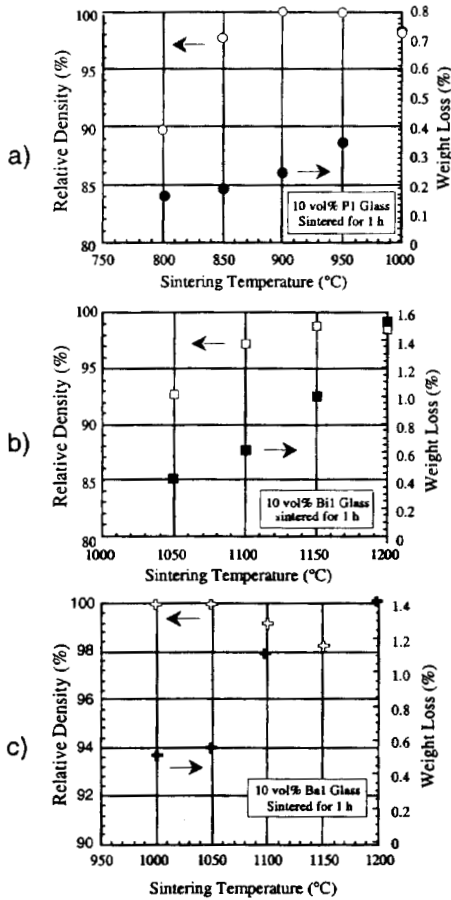 a)
Relative Density (%)
100
95
90
85
80
0.8
0.7
0.6
0.5
0.4
0.3
0.2
0.1
0
Weight Loss (%)
10 vol% P1 Glass
Sintered for 1 h
750 800 850 900 950 1000
Sintering Temperature (°C)
b)
Relative Density (%)
100
95
90
85
80
1.6
1.4
1.2
1.0
0.8
0.6
0.4
0.2
0
Weight Loss (%)
10 vol% Bi1 Glass
sintered for 1 h
1000 1050 1100 1150 1200
Sintering Temperature (°C)
c)
Relative Density (%)
100
98
96
94
92
90
1.4
1.2
1.0
0.8
0.6
0.4
0.2
0
Weight Loss (%)
10 vol% Ba1 Glass
Sintered for 1 h
950 1000 1050 1100 1150 1200
Sintering Temperature (°C)